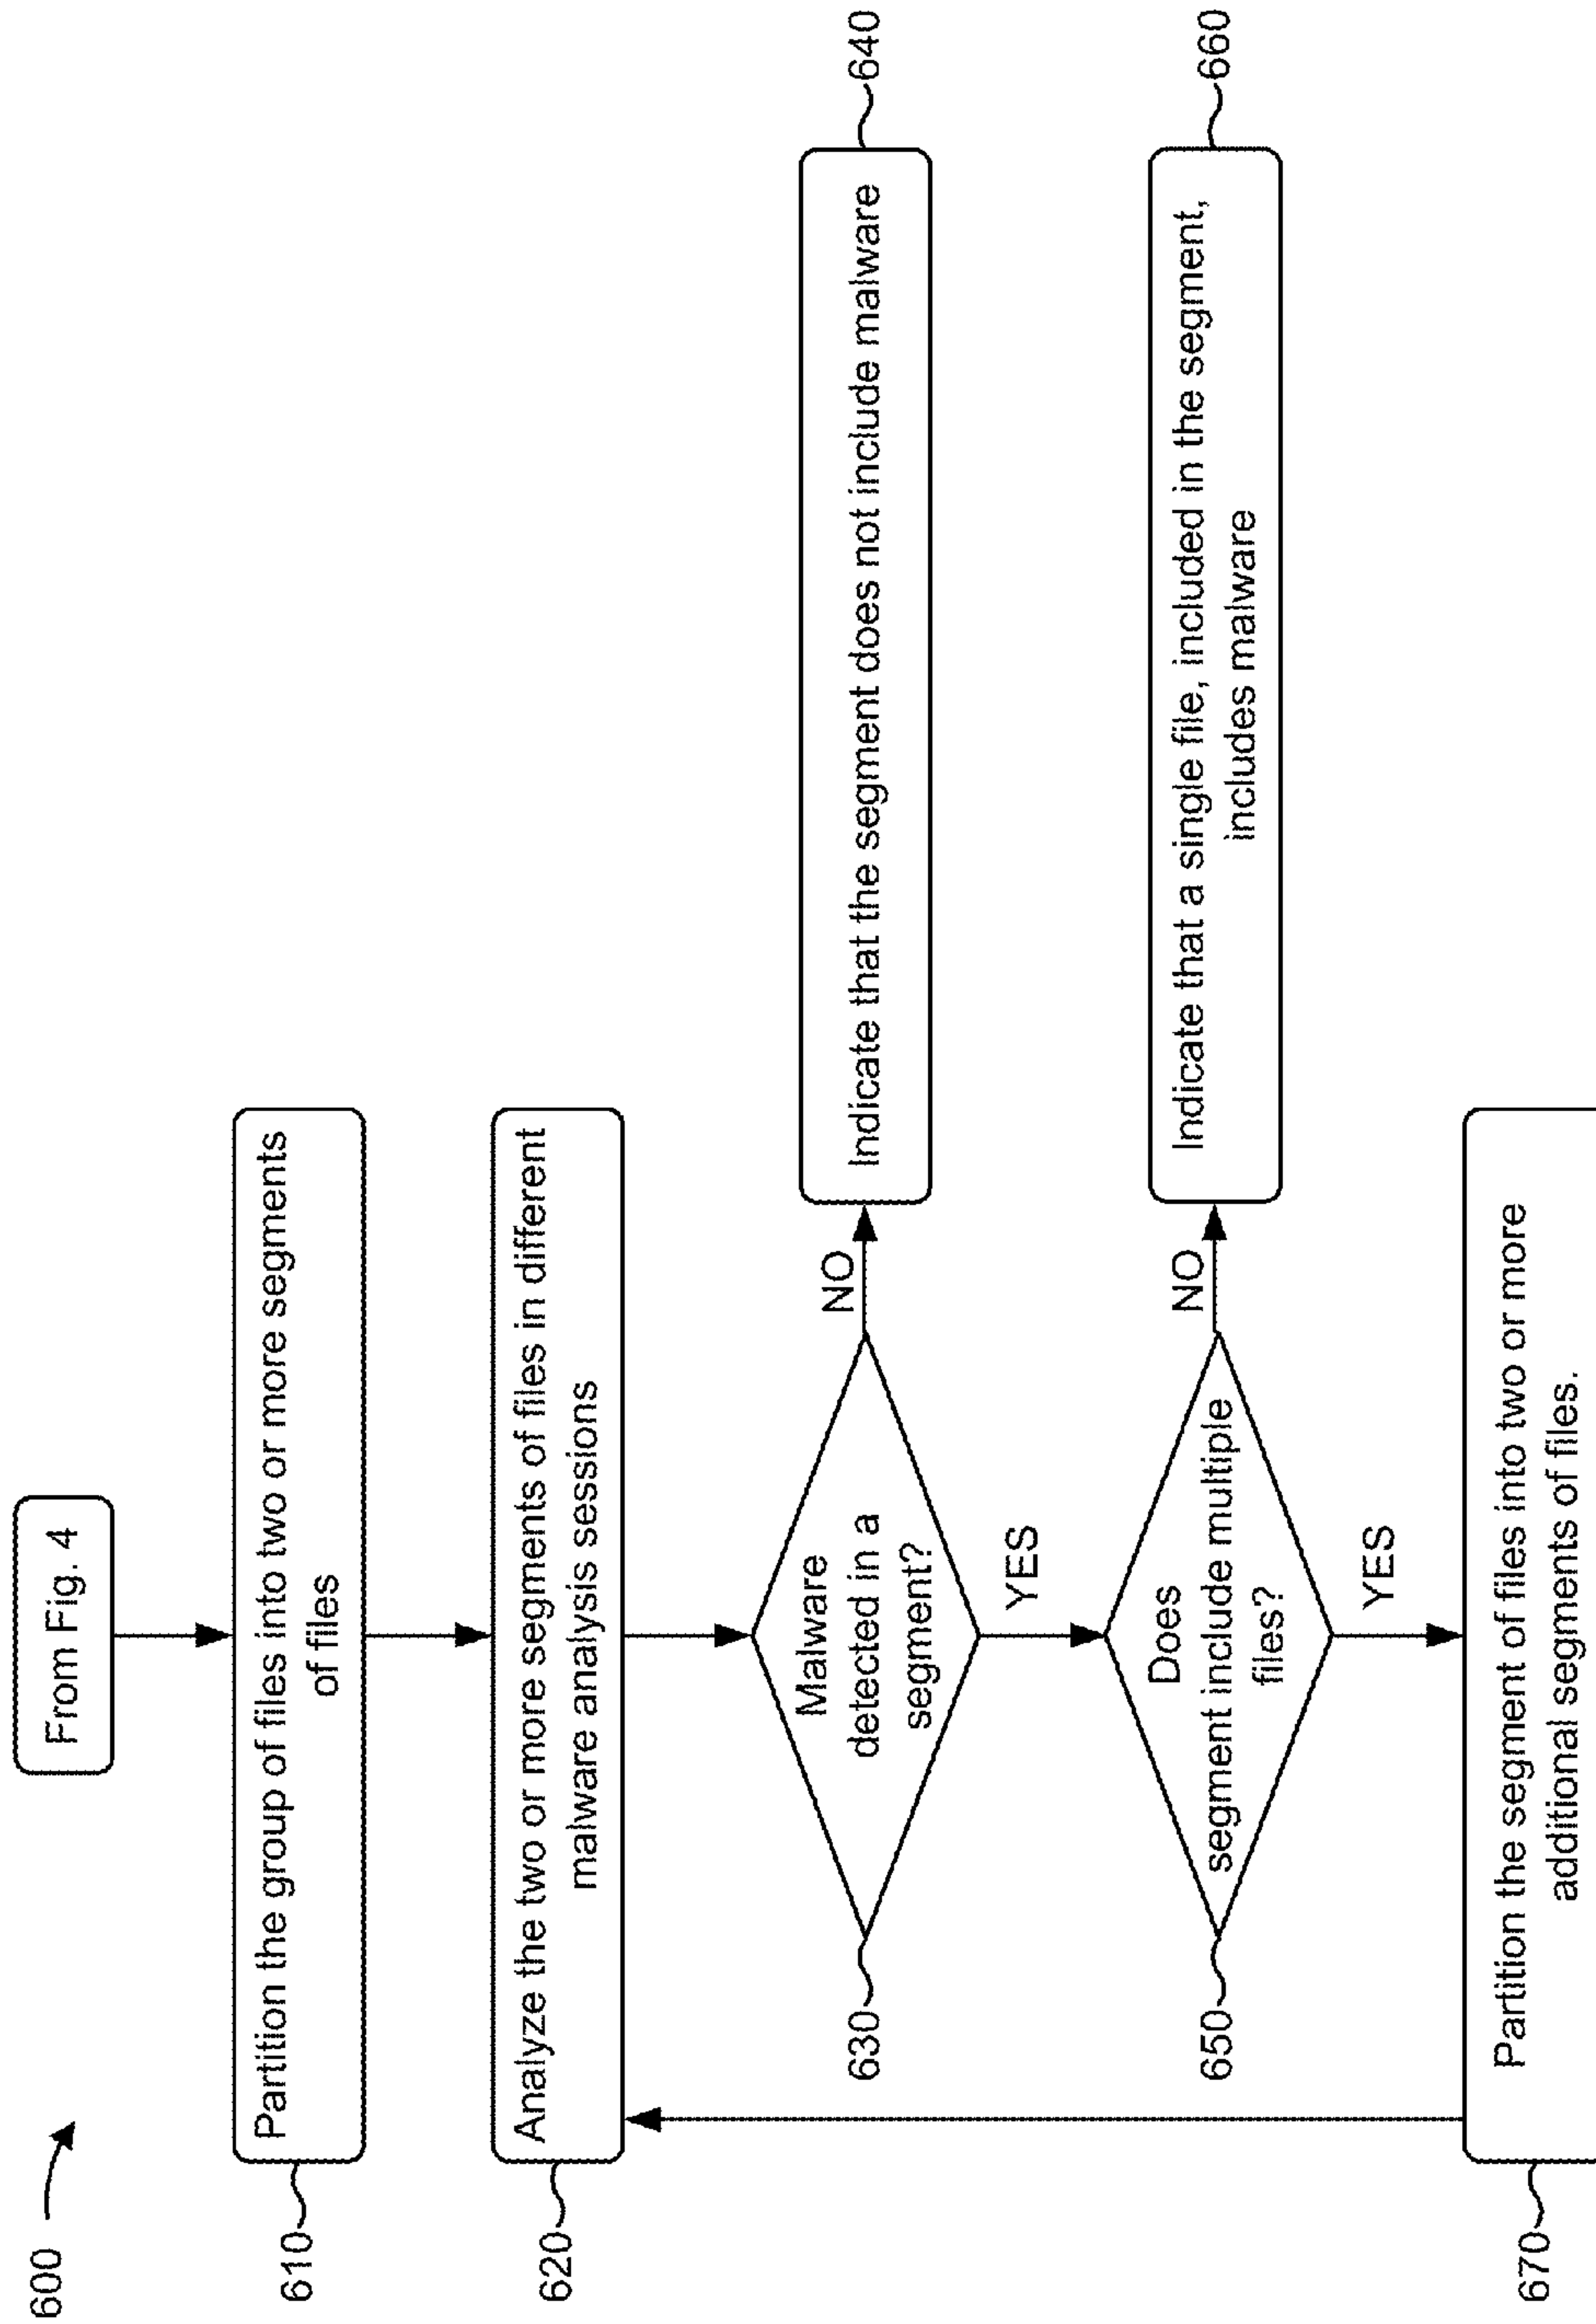 600
From Fig. 4
610
Partition the group of files into two or more segments
of files
620
Analyze the two or more segments of files in different
malware analysis sessions
630
Malware
detected in a
segment?
NO
Indicate that the segment does not include malware
640
YES
650
Does
segment include multiple
files?
NO
Indicate that a single file, included in the segment,
includes malware
660
YES
670
Partition the segment of files into two or more
additional segments of files.